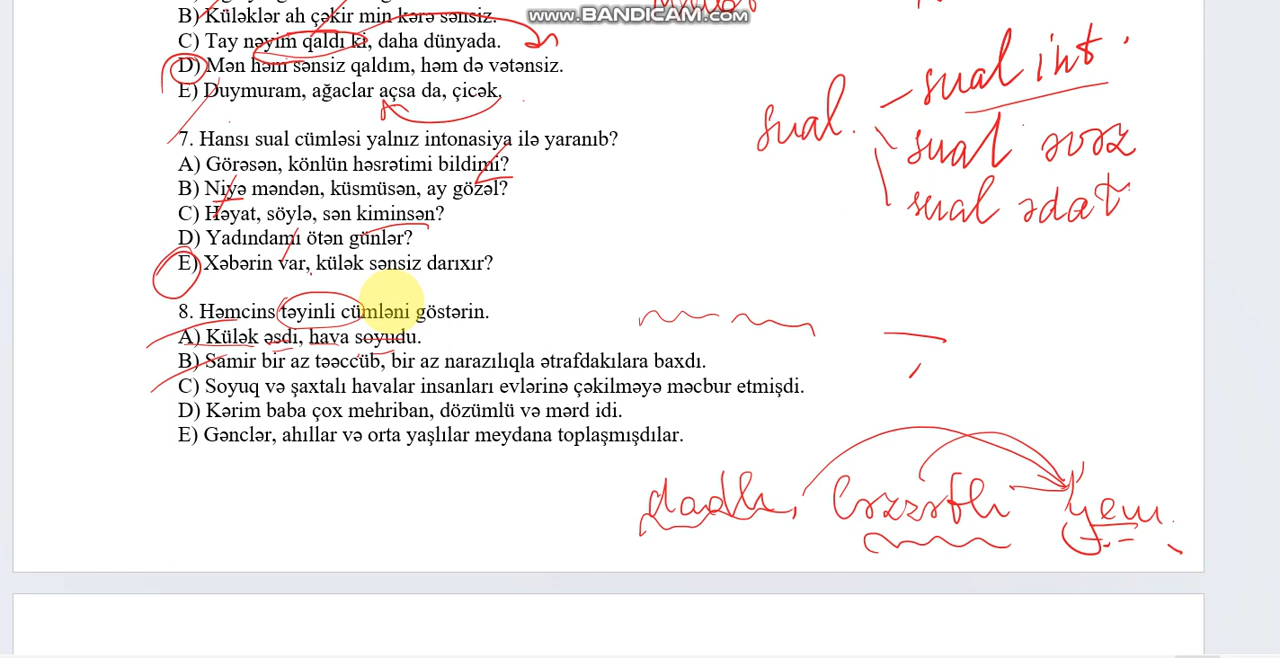 WWW.BANDICAM.COM
B) Küləklər ah çəkir min kərə sənsiz.
C) Tay nəyim qaldı ki, daha dünyada.
D) Mən həm sənsiz qaldım, həm də vətənsiz.
E) Duymuram, ağaclar açsa da, çicək,
7. Hansı sual cümləsi yalnız intonasiya ilə yaranıb?
A) Görəsən, könlün həsrətimi bildimi?
B) Niyə məndən, küsmüsən, ay gözəl?
C) Həyat, söylə, sən kiminsən?
D) Yadındamı ötən günlər?
E) Xəbərin var, külək sənsiz darıxır?
sual. - sual int.
sual əvəz
sual ədat
8. Həmcins təyinli cümləni göstərin.
A) Külək əsdi, hava soyudu.
B) Samir bir az təəccüb, bir az narazılıqla ətrafdakılara baxdı.
C) Soyuq və şaxtalı havalar insanları evlərinə çəkilməyə məcbur etmişdi.
D) Kərim baba çox mehriban, dözümlü və mərd idi.
E) Gənclər, ahıllar və orta yaşlılar meydana toplaşmışdılar.
dadlı, ləzzətli yem